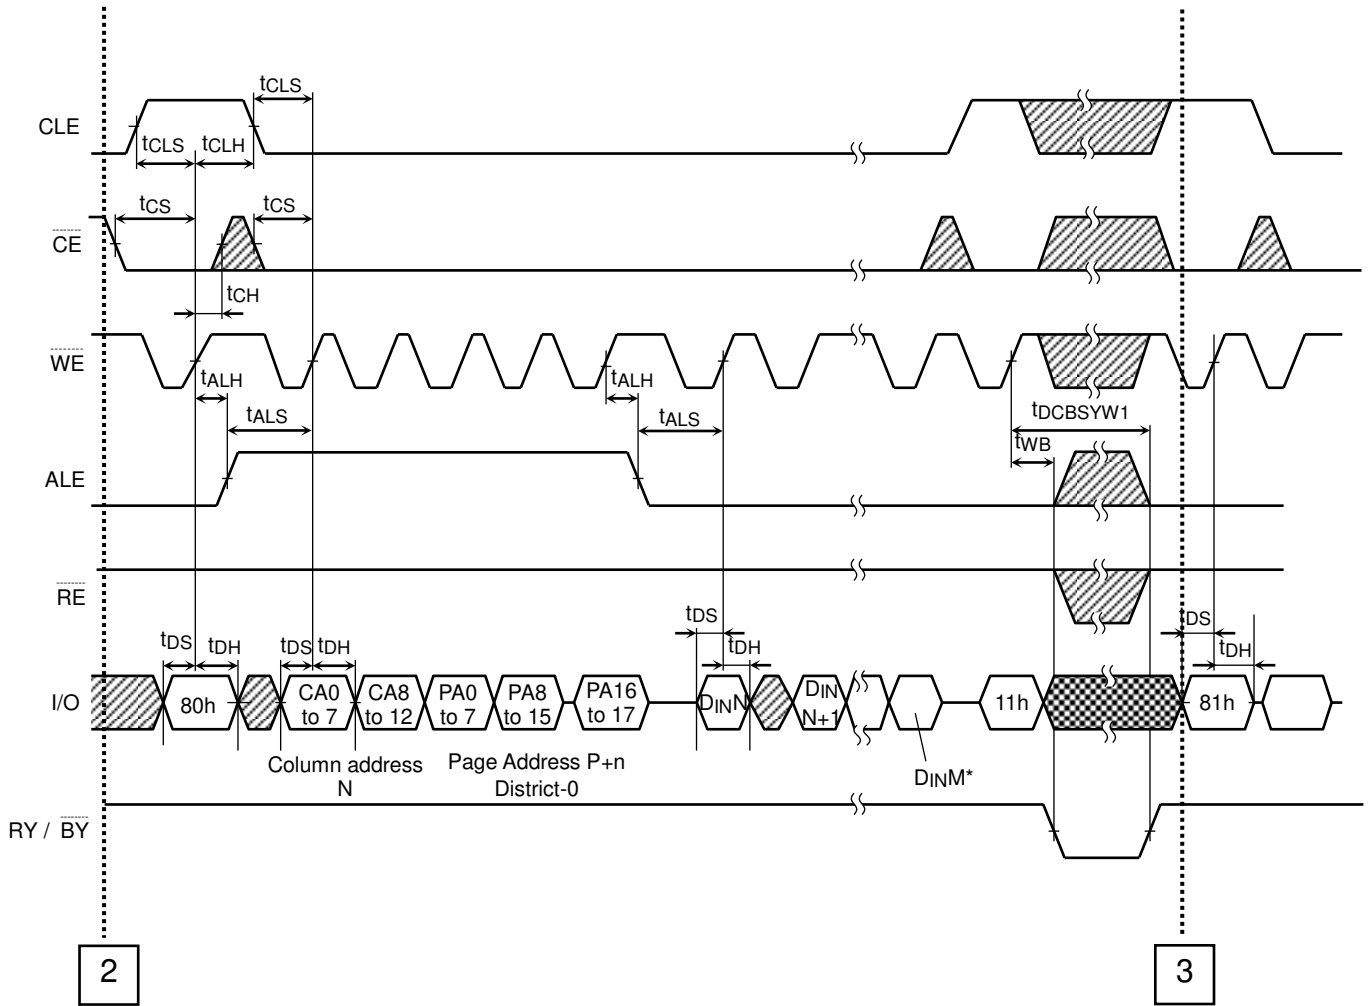 tCLS
CLE
tCLS tCLH
tCS tCS
CE
tCH
WE
tALH tALH
tALS tALS
tDCBSYW1
tWB
ALE
RE
tDS tDH tDS tDH tDS tDH tDS tDH
I/O
80h
CA0
to 7
CA8
to 12
PA0
to 7
PA8
to 15
PA16
to 17
DINN
DIN
N+1
11h
81h
Column address
N
Page Address P+n
District-0
DINM*
RY / BY
2 3